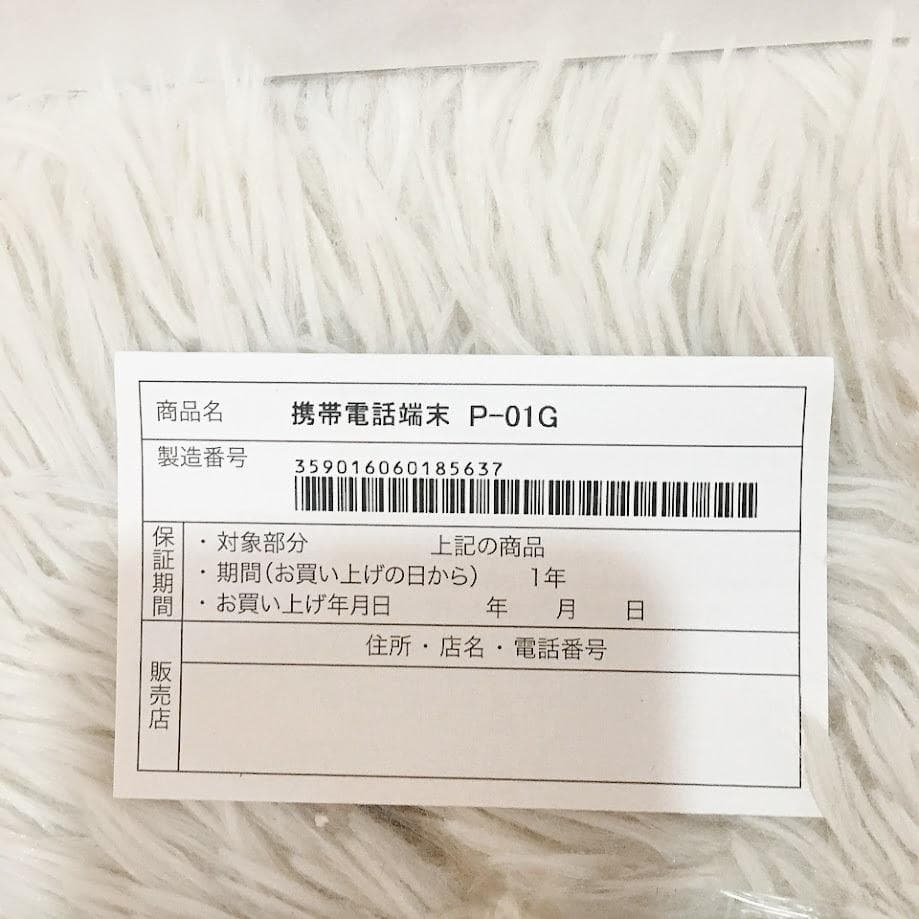 商品名 携帯電話端末 P-01G
製造番号 359016060185637
保証期間
・対象部分 上記の商品
・期間(お買い上げの日から) 1年
・お買い上げ年月日 年 月 日
販売店
住所・店名・電話番号